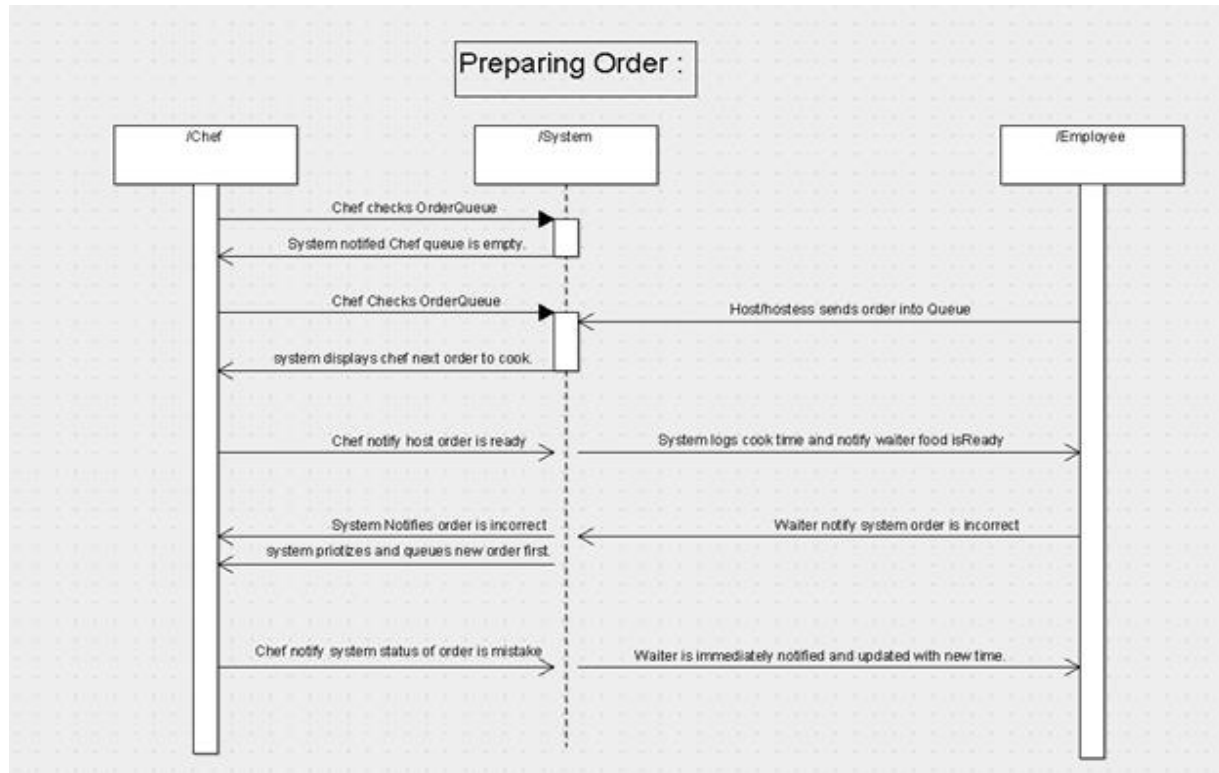 Preparing Order :
/Chef
/System
/Employee
Chef checks OrderQueue
System notifed Chef queue is empty.
Chef Checks OrderQueue
Host/hostess sends order into Queue
system displays chef next order to cook.
Chef notify host order is ready
System logs cook time and notify waiter food isReady
System Notifies order is incorrect
Waiter notify system order is incorrect
system priotizes and queues new order first.
Chef notify system status of order is mistake
Waiter is immediately notified and updated with new time.